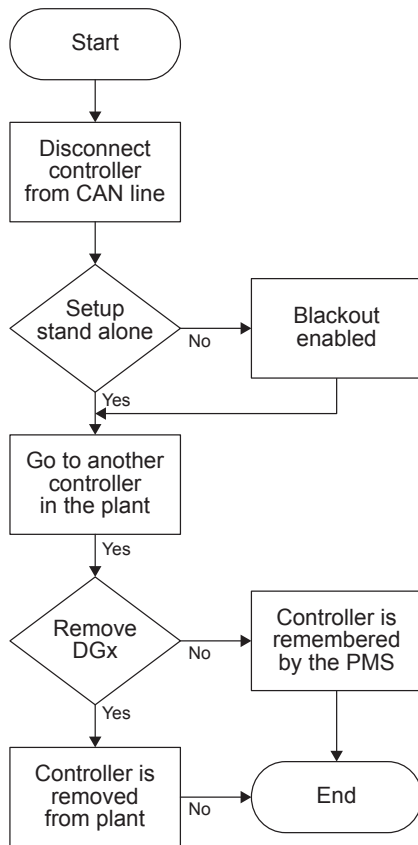 Start
Disconnect
controller
from CAN line
Setup
stand alone
No
Blackout
enabled
Yes
Go to another
controller
in the plant
Yes
Remove
DGx
No
Controller is
remembered
by the PMS
Yes
Controller is
removed
from plant
No
End